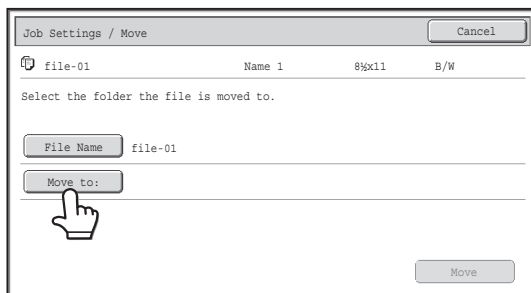 Job Settings / Move Cancel
file-01 Name 1 8½x11 B/W
Select the folder the file is moved to.
File Name file-01
Move to:
Move